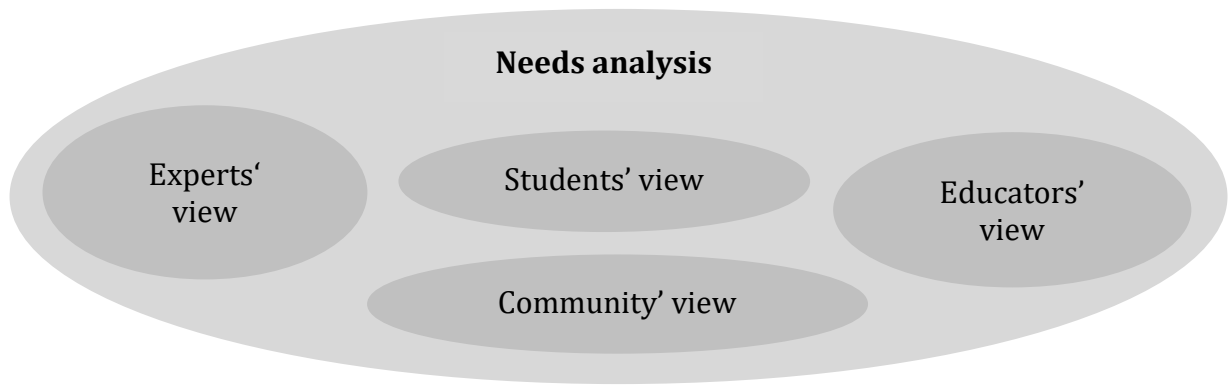 Needs analysis
Experts‘
view
Students’ view
Educators’
view
Community’ view